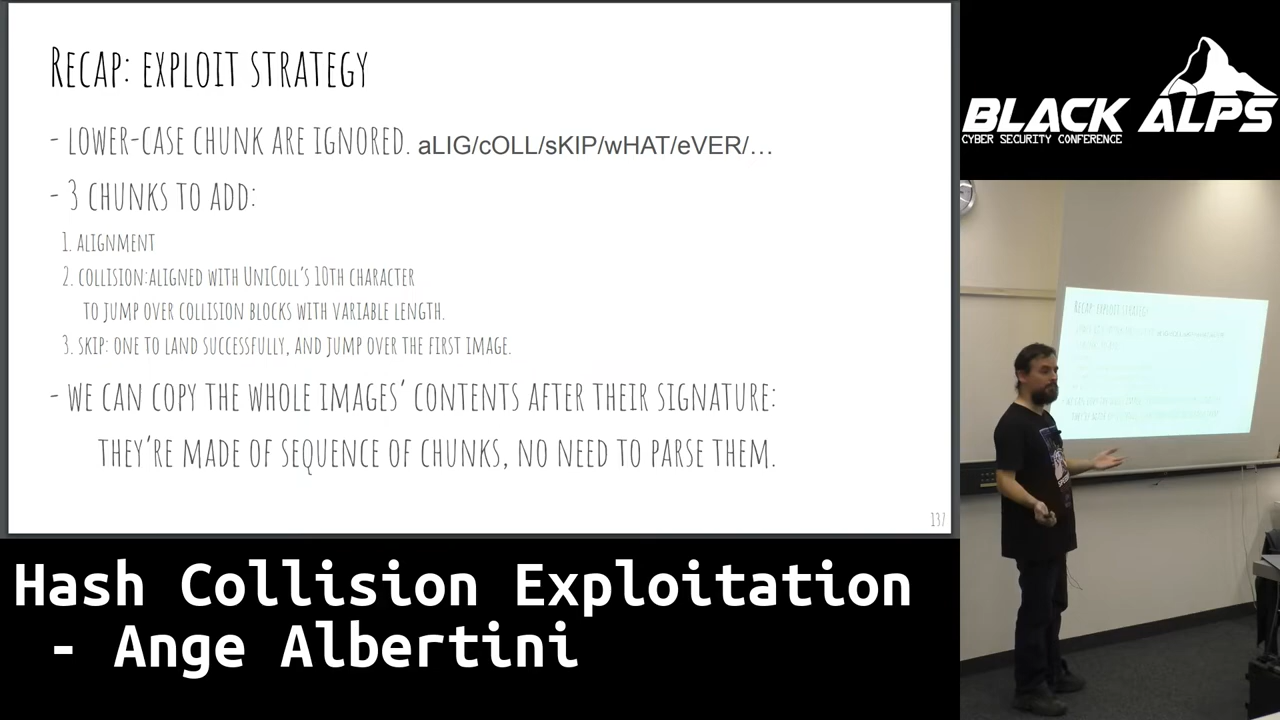 Recap: exploit strategy
- lower-case chunk are ignored. aLIG/cOLL/sKIP/wHAT/eVER/…
- 3 chunks to add:
1. alignment
2. collision:aligned with UniColl's 10th character
to jump over collision blocks with variable length.
3. skip: one to land successfully, and jump over the first image.
- we can copy the whole images' contents after their signature:
they're made of sequence of chunks, no need to parse them.
137
BLACK ALPS
CYBER SECURITY CONFERENCE
Recap: exploit strategy
Hash Collision Exploitation
- Ange Albertini